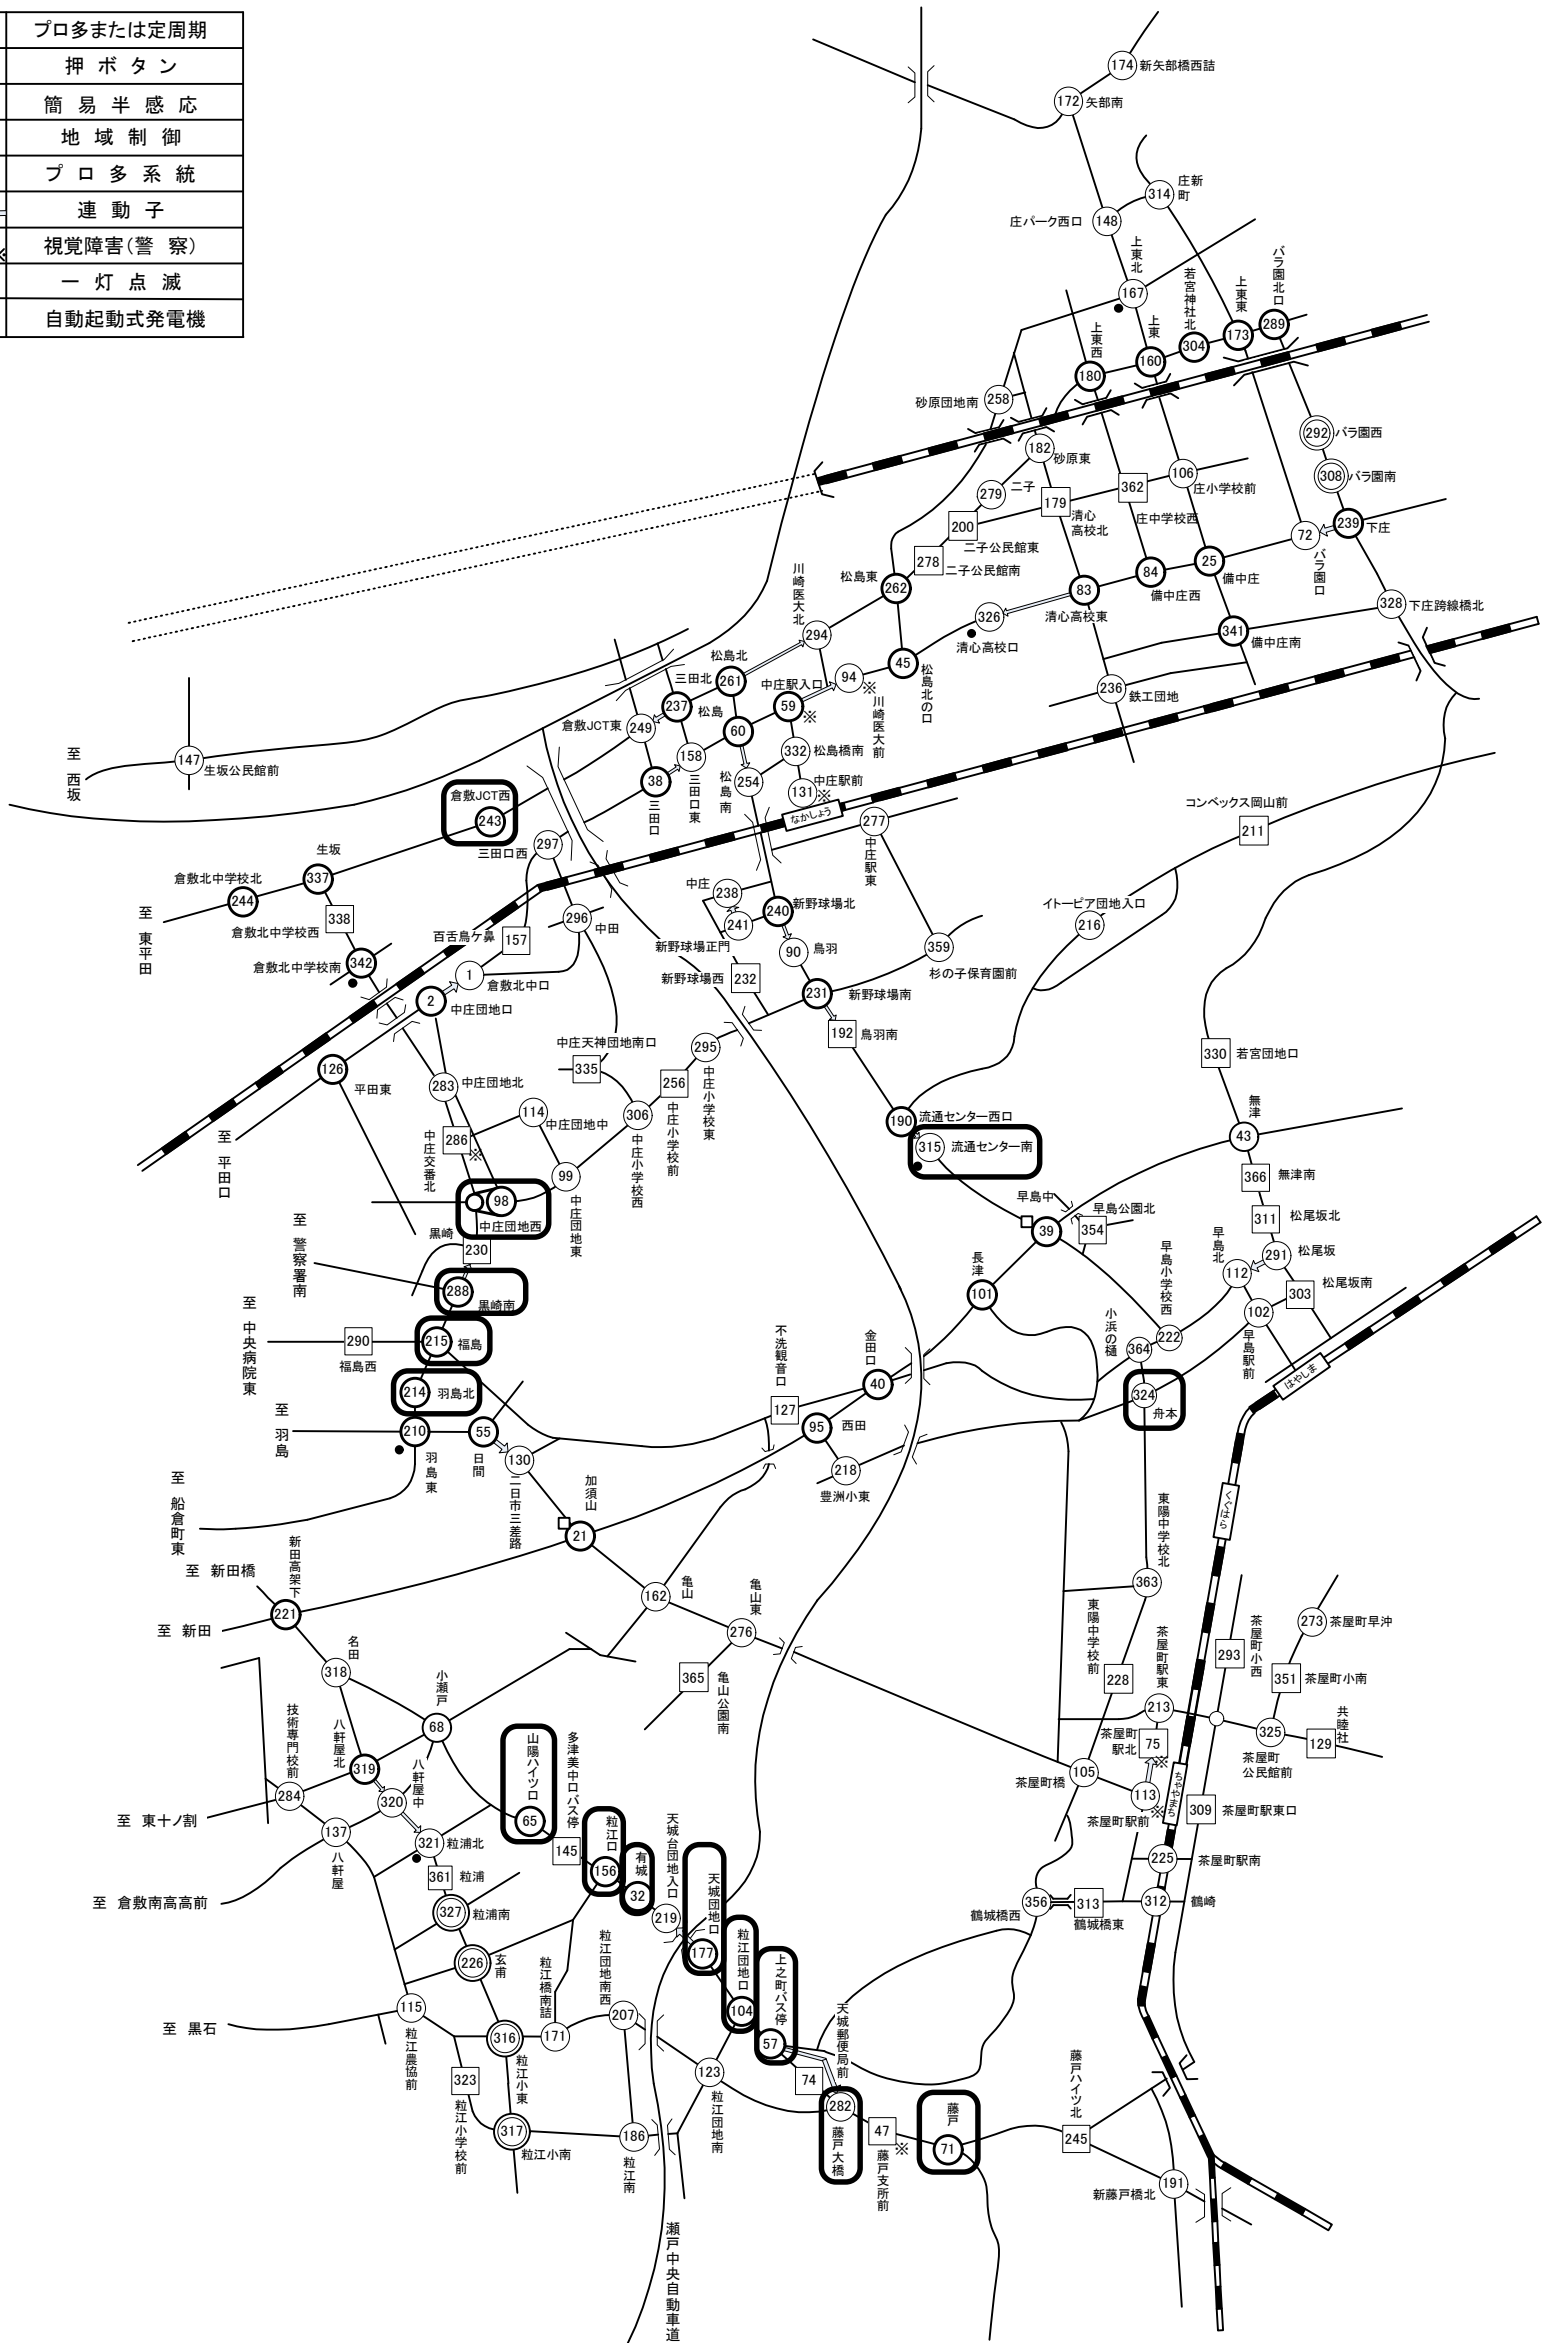 プロ多または定周期
押 ボ タ ン
簡 易 半 感 応
地 域 制 御
プ ロ 多 系 統
連 動 子
※
視覚障害(警 察)
一 灯 点 滅
自動起動式発電機
174 新矢部橋西詰
172 矢部南
314 庄新町
庄パーク西口 148
上東北
167
若宮神社北
304
上東東
173
バラ園北口
289
上東西
180
上東
160
砂原団地南 258
182 砂原東
292 バラ園西
308 バラ園南
279 二子
362 庄中学校西
106 庄小学校前
179 清心高校北
200 二子公民館東
278 二子公民館南
239 下庄
72 バラ園口
25 備中庄
84 備中庄西
83 清心高校東
松島東 262
川崎医大北
294
326 清心高校口
328 下庄跨線橋北
341 備中庄南
236 鉄工団地
45 松島北の口
94 ※ 川崎医大前
中庄駅入口
59 ※
松島北
261
三田北
237
松島
60
倉敷JCT東 249
158 三田口東
38 三田口
254 松島南
332 松島橋南
131 ※ 中庄駅前
なかしょう
277 中庄駅東
至 西坂
147 生坂公民館前
倉敷JCT西
243
三田口西 297
生坂
337
倉敷北中学校北
244
至 東平田
338
倉敷北中学校西
倉敷北中学校南 342
百舌鳥ケ鼻 157
296 中田
1 倉敷北中口
2 中庄団地口
中庄 238
241 新野球場正門
240 新野球場北
90 鳥羽
新野球場西 232
231 新野球場南
192 鳥羽南
359 杉の子保育園前
コンベックス岡山前
211
イトーピア団地入口
216
330 若宮団地口
126 平田東
至 平田口
283 中庄団地北
中庄天神団地南口
335
295 中庄小学校東
256 中庄小学校前
306 中庄小学校西
114 中庄団地中
99 中庄団地東
286 ※ 中庄交番北
98 中庄団地西
190 流通センター西口
315 流通センター南
無津
43
366 無津南
311 松尾坂北
291 松尾坂
303 松尾坂南
早島北
112
102 早島駅前
早島中
39
354 早島公園北
早島小学校西
222
小浜の樋
364
324 舟本
はやしま
黒崎 230
至 警察署南
288 黒崎南
至 中央病院東
290 福島西
215 福島
214 羽島北
至 羽島
210 羽島東
55 日間
130 二日市三差路
長津
101
金田口
40
不洗観音口
127
95 西田
218 豊洲小東
至 船倉町東
加須山
21
162 亀山
亀山東
276
365 亀山公園南
至 新田橋
新田高架下
221
至 新田
名田
318
小瀬戸
68
技術専門校前
284
八軒屋北
319
八軒屋中
320
至 東十ノ割
137 八軒屋
321 粒浦北
361 粒浦
327 粒浦南
226 玄甫
至 倉敷南高高前
至 黒石
115 粒江農協前
316 粒江小東
323 粒江小学校前
317 粒江小南
山陽ハイツ口
65
多津美中口バス停
145
粒江口
156
有城
32
天城台団地入口
219
天城団地口
177
粒江団地口
104
上之町バス停
57
天城郵便局前
74
282 藤戸大橋
47 ※ 藤戸支所前
藤戸
71
粒江橋南詰
171
粒江団地南西
207
123 粒江団地南
186 粒江南
瀬戸中央自動車道
くぐはら
東陽中学校北
363
東陽中学校前
228
茶屋町駅東
213
茶屋町駅北
75 ※
茶屋町小西
293
273 茶屋町早沖
351 茶屋町小南
325 茶屋町公民館前
共睦社
129
ちゃやまち
茶屋町橋 105
113 ※ 茶屋町駅前
309 茶屋町駅東口
225 茶屋町駅南
鶴城橋西 356
313 鶴城橋東
312 鶴崎
藤戸ハイツ北
245
新藤戸橋北 191